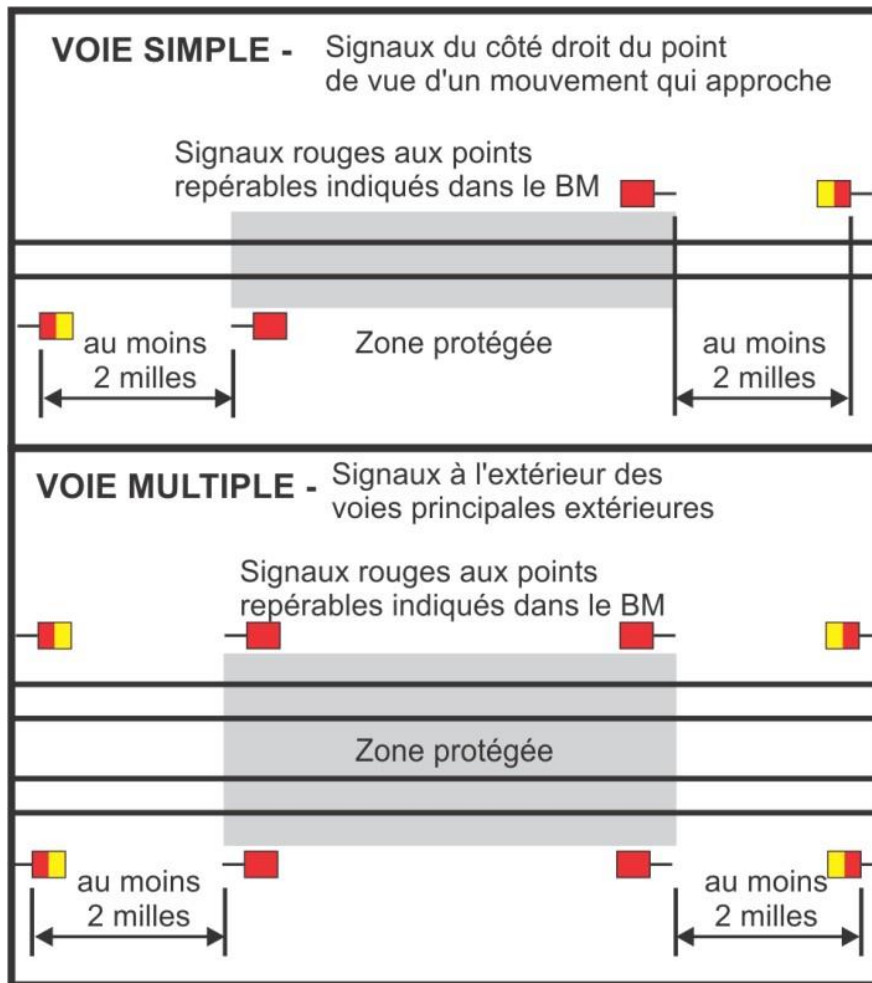 VOIE SIMPLE - Signaux du côté droit du point
de vue d'un mouvement qui approche
Signaux rouges aux points
repérables indiqués dans le BM
au moins
2 milles
Zone protégée
au moins
2 milles
VOIE MULTIPLE - Signaux à l'extérieur des
voies principales extérieures
Signaux rouges aux points
repérables indiqués dans le BM
Zone protégée
au moins
2 milles
au moins
2 milles